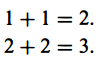 1 + 1 = 2.
2 + 2 = 3.